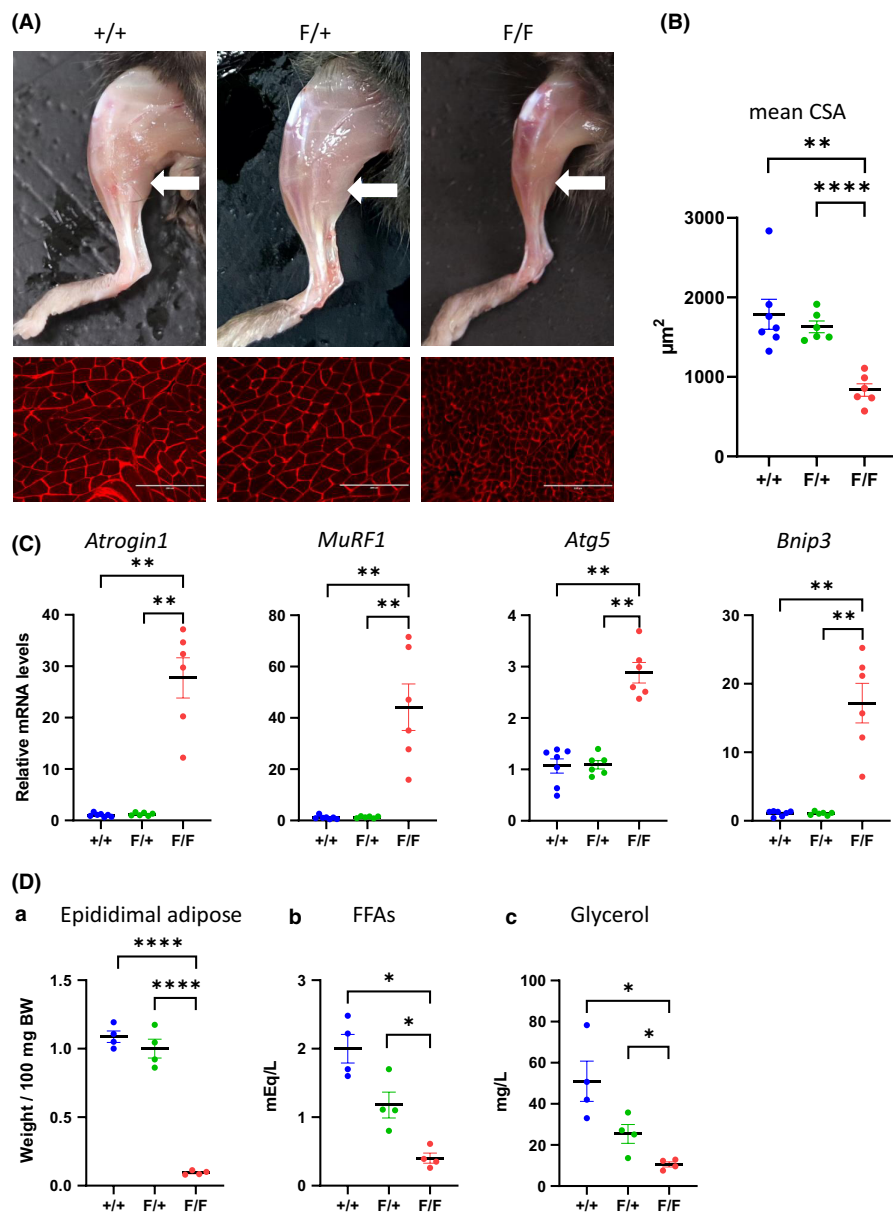 (A)
+/+ F/+ F/F
(B)
mean CSA
**
****
3000
2000
1000
0
µm²
+/+ F/+ F/F
(C)
Atrogin1 MuRF1 Atg5 Bnip3
** ** ** **
** ** ** **
Relative mRNA levels
40
30
20
10
0
+/+ F/+ F/F
80
60
40
20
0
+/+ F/+ F/F
4
3
2
1
0
+/+ F/+ F/F
30
20
10
0
+/+ F/+ F/F
(D)
a Epididimal adipose
****
****
Weight / 100 mg BW
1.5
1.0
0.5
0.0
+/+ F/+ F/F
b FFAs
*
*
mEq/L
3
2
1
0
+/+ F/+ F/F
c Glycerol
*
*
mg/L
100
80
60
40
20
0
+/+ F/+ F/F